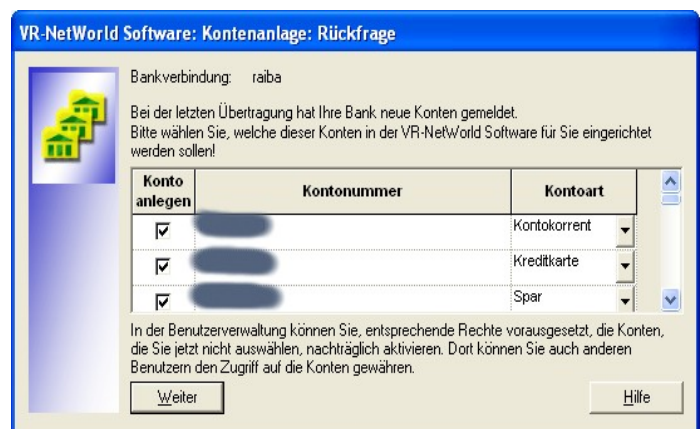 VR-NetWorld Software: Kontenanlage: Rückfrage
Bankverbindung: raiba
Bei der letzten Übertragung hat Ihre Bank neue Konten gemeldet.
Bitte wählen Sie, welche dieser Konten in der VR-NetWorld Software für Sie eingerichtet
werden sollen!
Konto
anlegen Kontonummer Kontoart
Kontokorrent
Kreditkarte
Spar
In der Benutzerverwaltung können Sie, entsprechende Rechte vorausgesetzt, die Konten,
die Sie jetzt nicht auswählen, nachträglich aktivieren. Dort können Sie auch anderen
Benutzern den Zugriff auf die Konten gewähren.
Weiter Hilfe